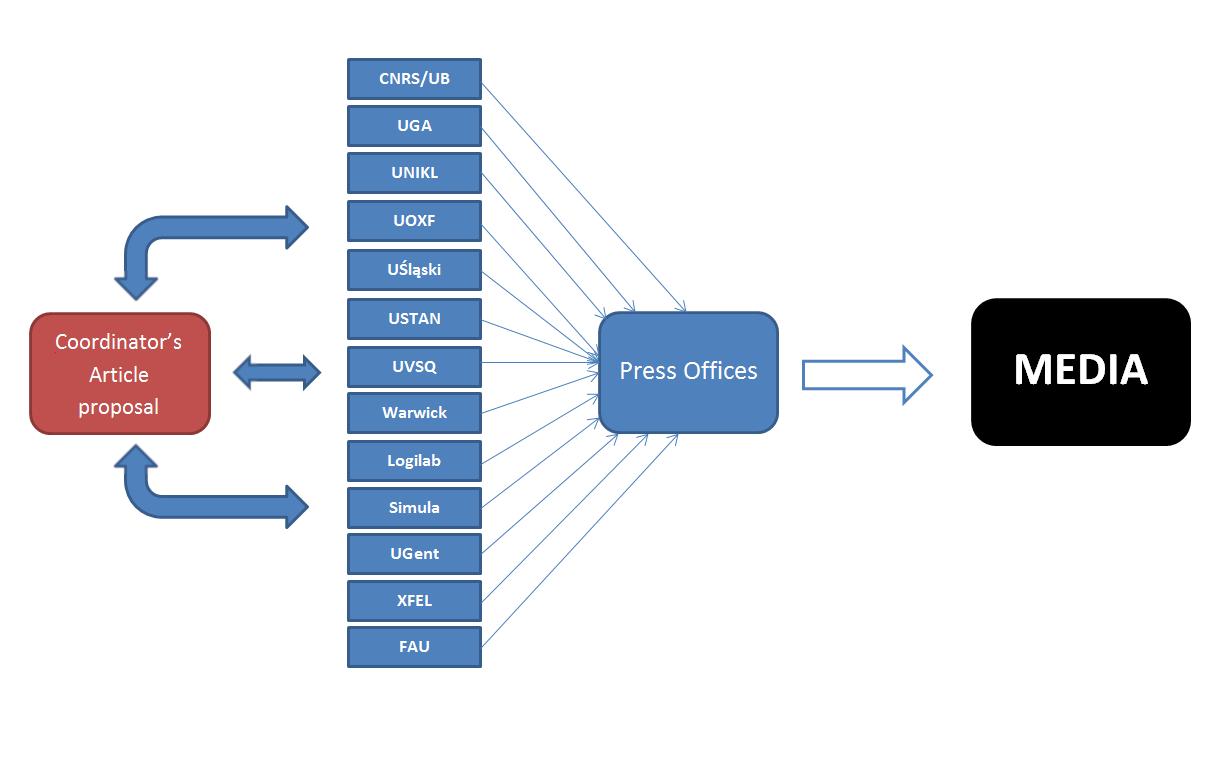 CNRS/UB
UGA
UNIKL
UOXF
UŚląski
USTAN
UVSQ
Warwick
Logilab
Simula
UGent
XFEL
FAU
Coordinator’s
Article
proposal
Press Offices
MEDIA